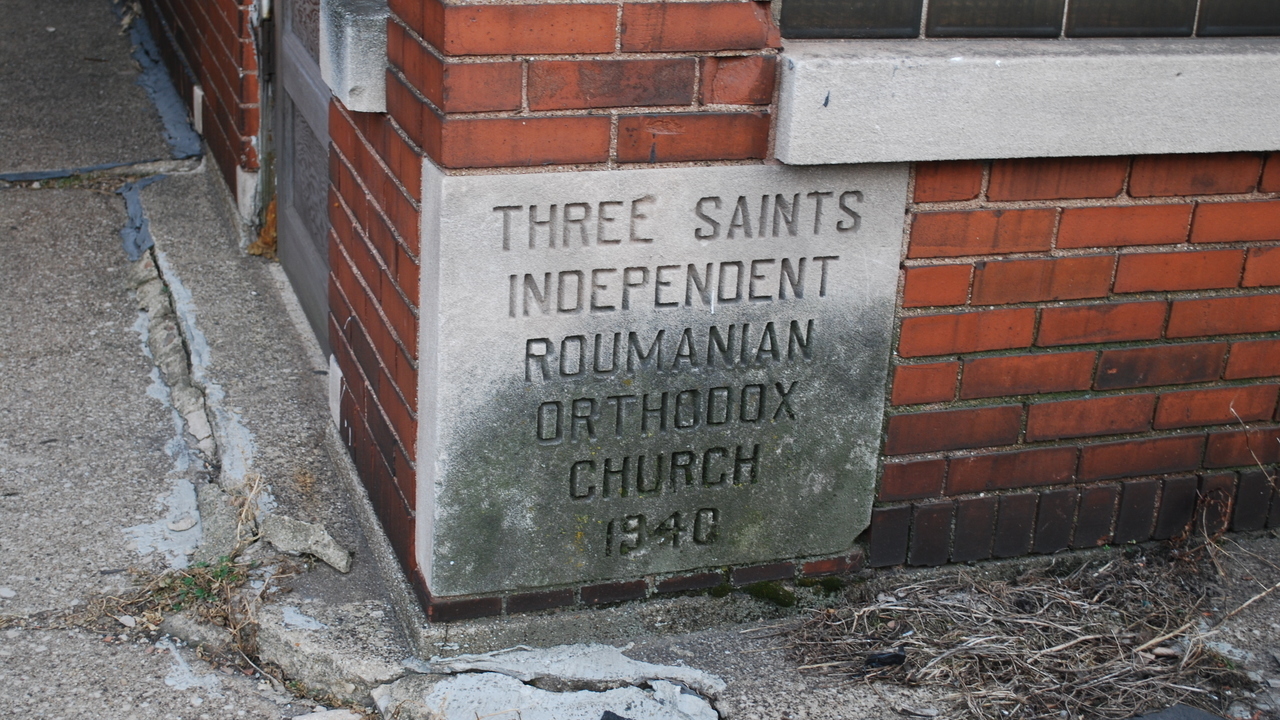 THREE SAINTS
INDEPENDENT
ROUMANIAN
ORTHODOX
CHURCH
1940